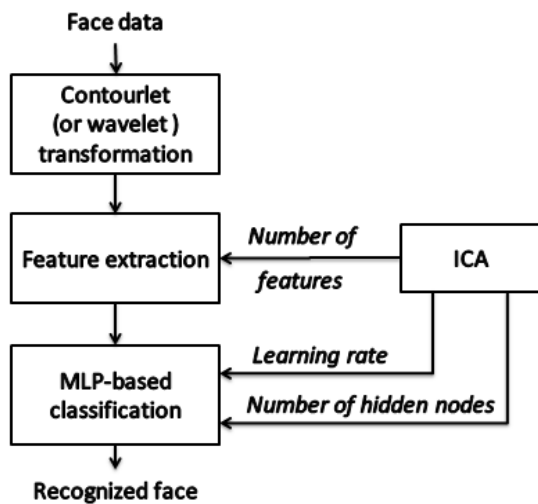 Face data
Contourlet
(or wavelet )
transformation
Feature extraction
Number of
features
ICA
MLP-based
classification
Learning rate
Number of hidden nodes
Recognized face